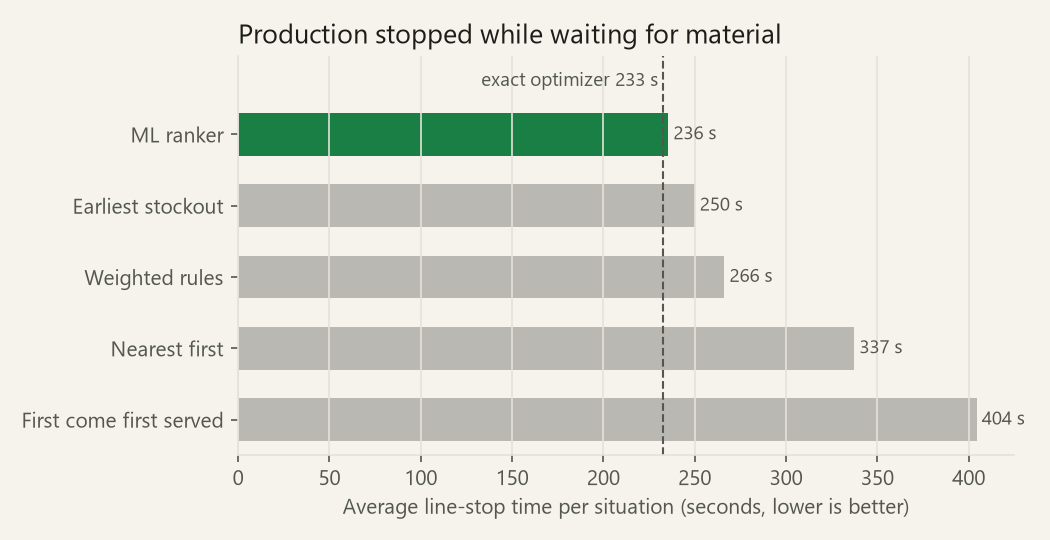 Production stopped while waiting for material
exact optimizer 233 s
ML ranker
236 s
Earliest stockout
250 s
Weighted rules
266 s
Nearest first
337 s
First come first served
404 s
0 50 100 150 200 250 300 350 400
Average line-stop time per situation (seconds, lower is better)